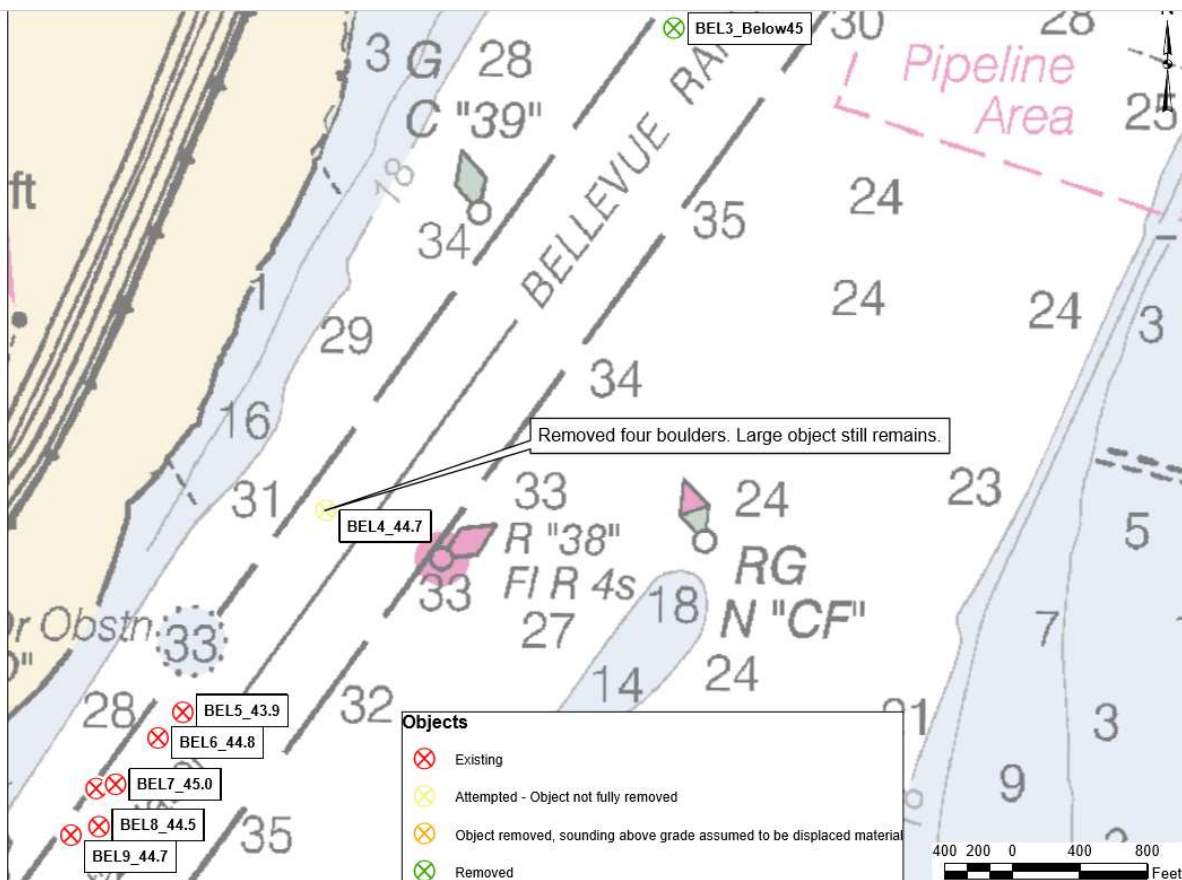 BEL3_Below45
30
28
N
3 G
28
C "39"
Pipeline
Area
25
ft
18
34
BELLEVUE
24
35
1
29
24
24
3
34
16
Removed four boulders. Large object still remains.
31
33
24
23
BEL4_44.7
R "38"
Fl R 4s
33
RG
N "CF"
5
Obstn
33
27
18
7
14
24
28
BEL5_43.9
32
BEL6_44.8
21
3
BEL7_45.0
9
BEL8_44.5
35
BEL9_44.7
18
Objects
Existing
Attempted - Object not fully removed
Object removed, sounding above grade assumed to be displaced material
Removed
400 200 0 400 800
Feet